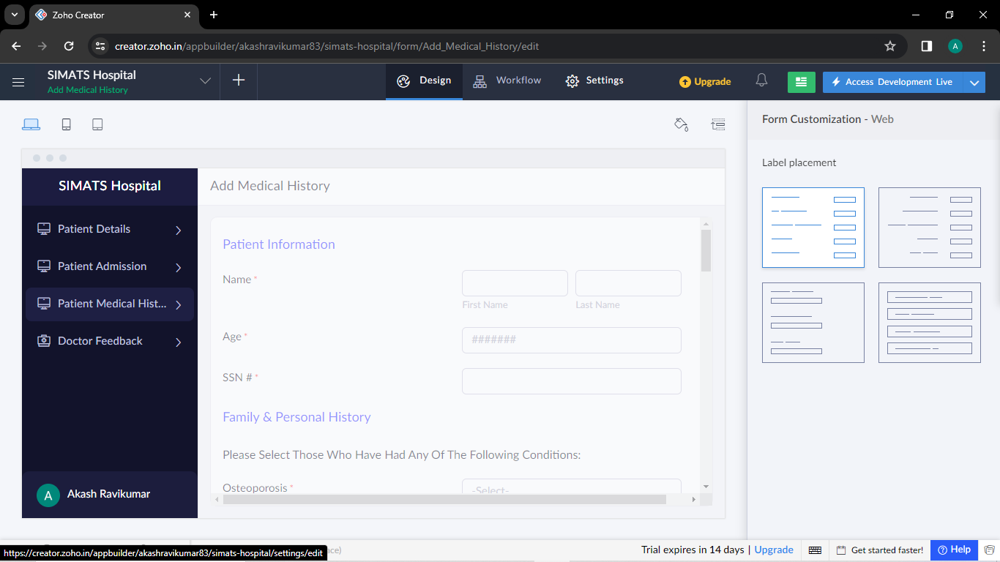 Zoho Creator
creator.zoho.in/appbuilder/akashravikumar83/simats-hospital/form/Add_Medical_History/edit
A
SIMATS Hospital
Add Medical History
Design
Workflow
Settings
Upgrade
Access Development Live
Form Customization - Web
Label placement
SIMATS Hospital
Patient Details
Patient Admission
Patient Medical Hist...
Doctor Feedback
A
Akash Ravikumar
Add Medical History
Patient Information
Name *
First Name
Last Name
Age *
#######
SSN # *
Family & Personal History
Please Select Those Who Have Had Any Of The Following Conditions:
Osteoporosis *
-Select-
https://creator.zoho.in/appbuilder/akashravikumar83/simats-hospital/settings/edit
Trial expires in 14 days | Upgrade
Get started faster!
Help